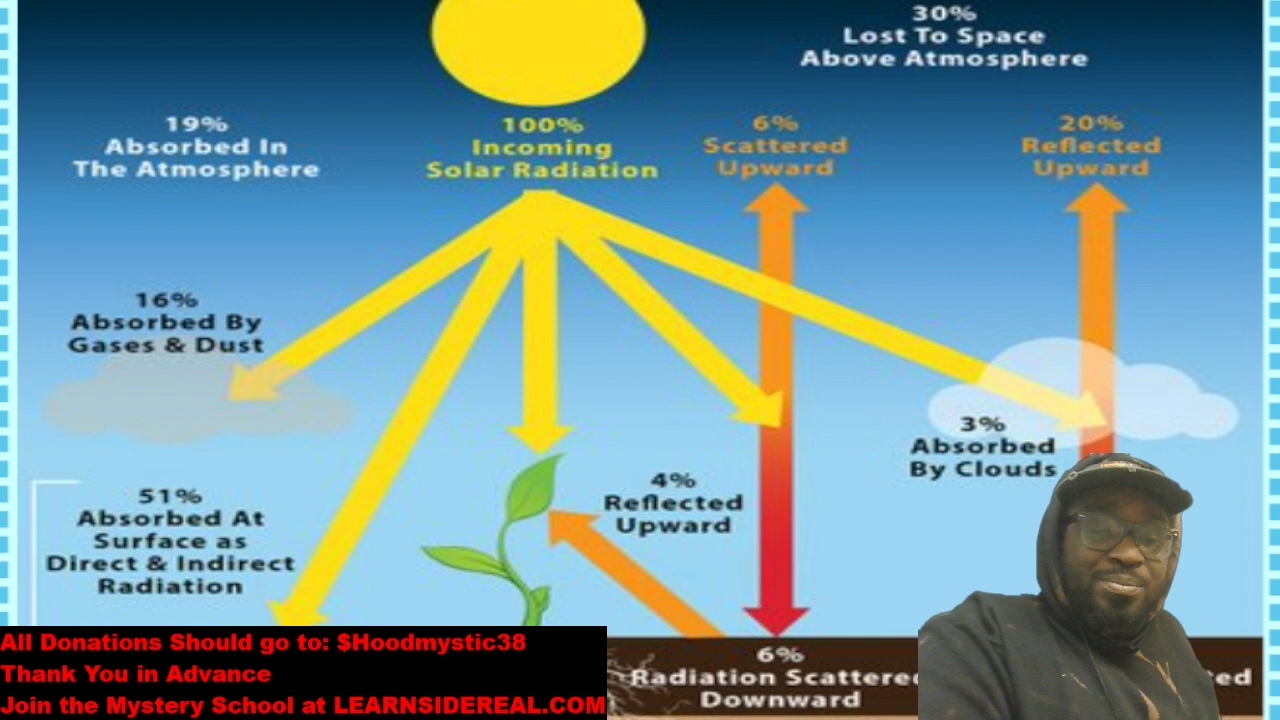 30%
Lost To Space
Above Atmosphere
19%
Absorbed In
The Atmosphere
100%
Incoming
Solar Radiation
6%
Scattered
Upward
20%
Reflected
Upward
16%
Absorbed By
Gases & Dust
3%
Absorbed
By Clouds
51%
Absorbed At
Surface as
Direct & Indirect
Radiation
4%
Reflected
Upward
6%
Radiation
Downward
All Donations Should go to: $Hoodmystic38
Thank You in Advance
Join the Mystery School at LEARNSIDEREAL.COM